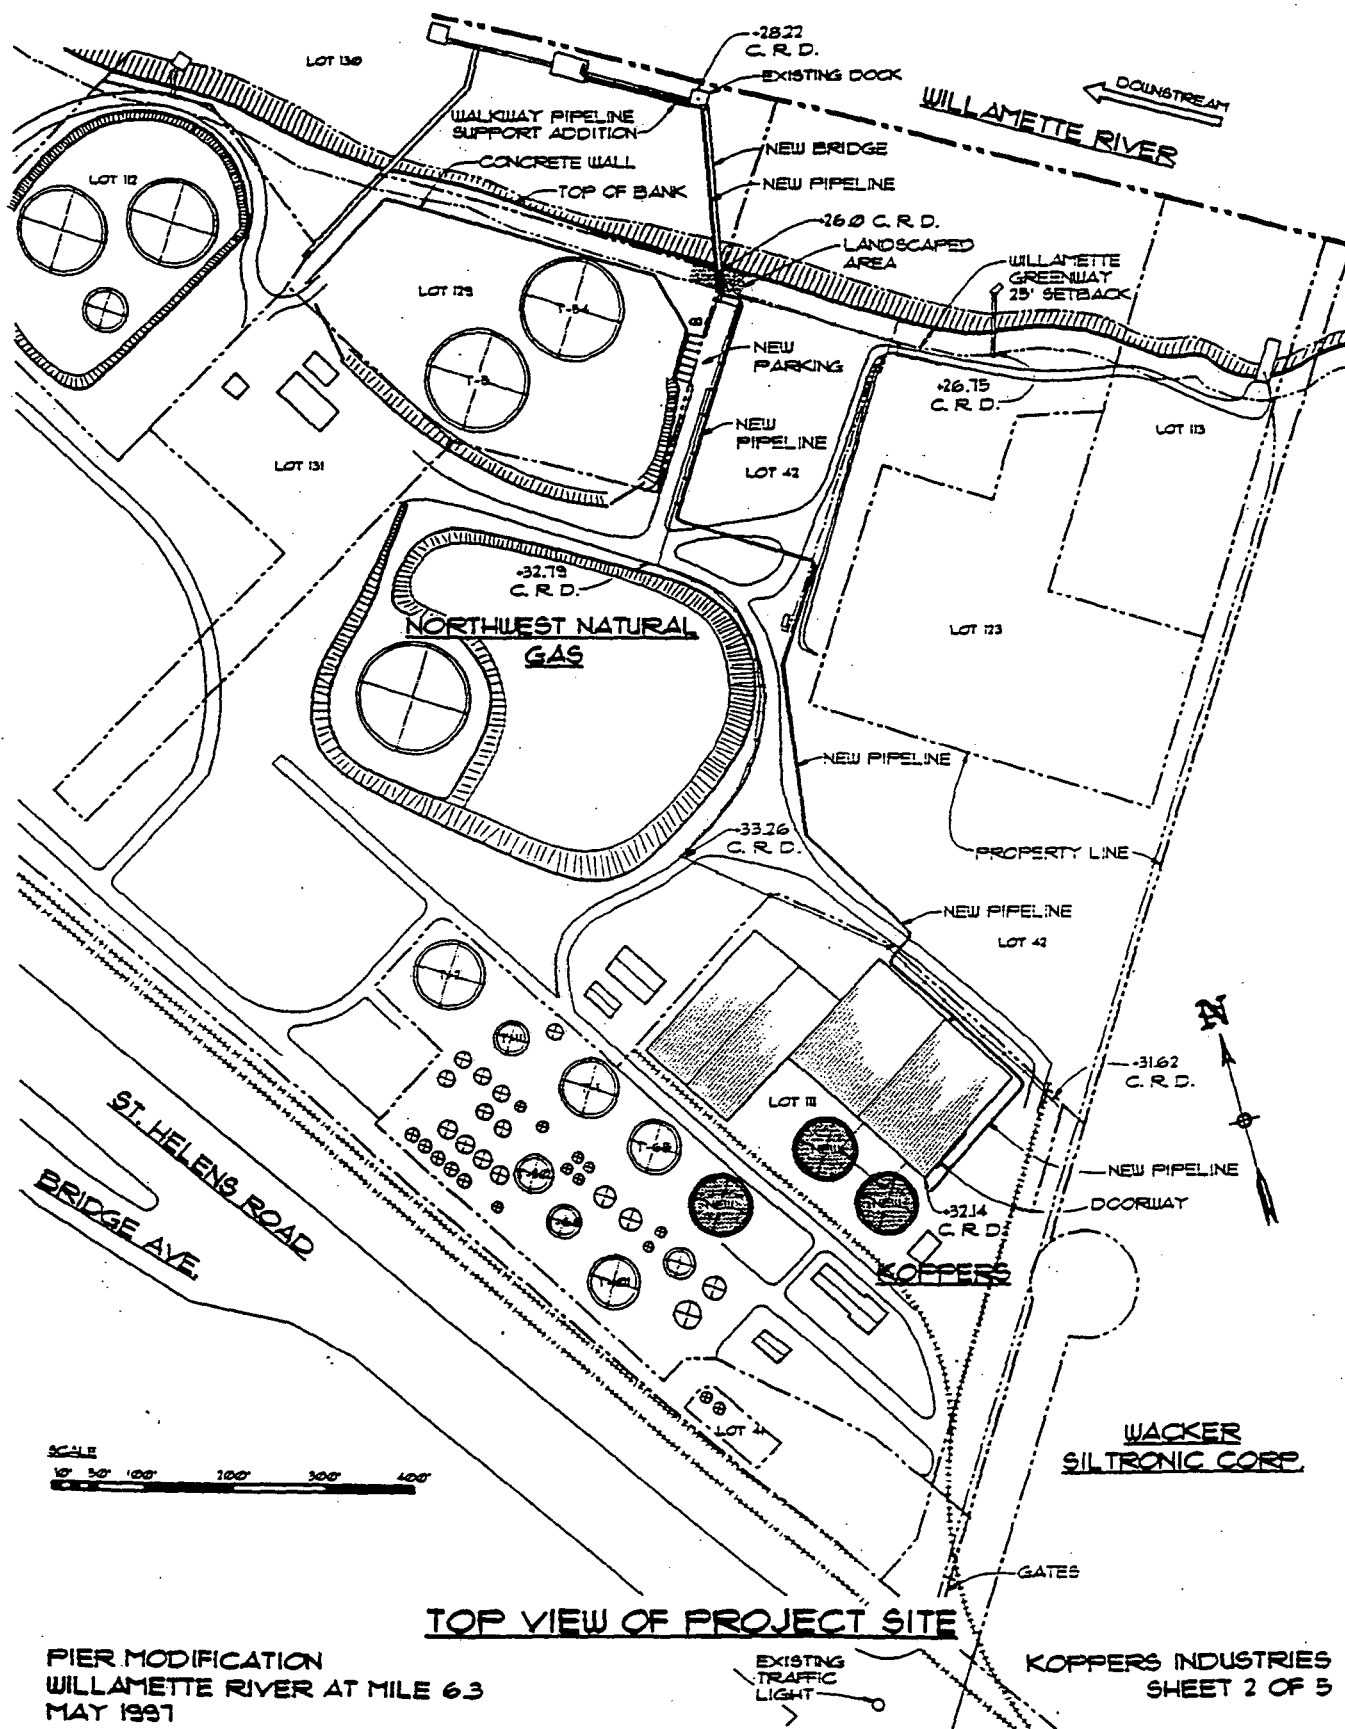 +28.22
C. R. D.
LOT 130
EXISTING DOCK
DOWNSTREAM
WILLAMETTE RIVER
WALKWAY PIPELINE
SUPPORT ADDITION
NEW BRIDGE
CONCRETE WALL
NEW PIPELINE
LOT 112
TOP OF BANK
+26.0 C. R. D.
LANDSCAPED
AREA
WILLAMETTE
GREENWAY
25' SETBACK
LOT 129
T-54
NEW
PARKING
T-5
+26.75
C. R. D.
NEW
PIPELINE
LOT 113
LOT 131
LOT 42
+32.79
C. R. D.
NORTHWEST NATURAL
GAS
LOT 123
NEW PIPELINE
+33.26
C. R. D.
PROPERTY LINE
NEW PIPELINE
LOT 42
N
+31.62
C. R. D.
LOT 111
ST. HELENS ROAD
T-68
NEW PIPELINE
BRIDGE AVE.
DOORWAY
+32.14
C. R. D.
KOPPERS
LOT 41
WACKER
SILTRONIC CORP.
SCALE
10' 50' 100' 200' 300' 400'
GATES
TOP VIEW OF PROJECT SITE
PIER MODIFICATION
WILLAMETTE RIVER AT MILE 6.3
MAY 1997
EXISTING
TRAFFIC
LIGHT
KOPPERS INDUSTRIES
SHEET 2 OF 5